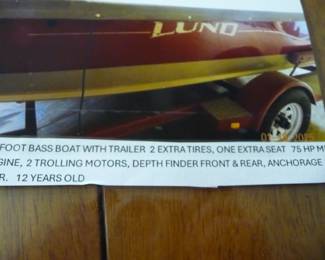 LUND
FOOT BASS BOAT WITH TRAILER 2 EXTRA TIRES, ONE EXTRA SEAT 75 HP
GINE, 2 TROLLING MOTORS, DEPTH FINDER FRONT & REAR, ANCHORAGE
R. 12 YEARS OLD